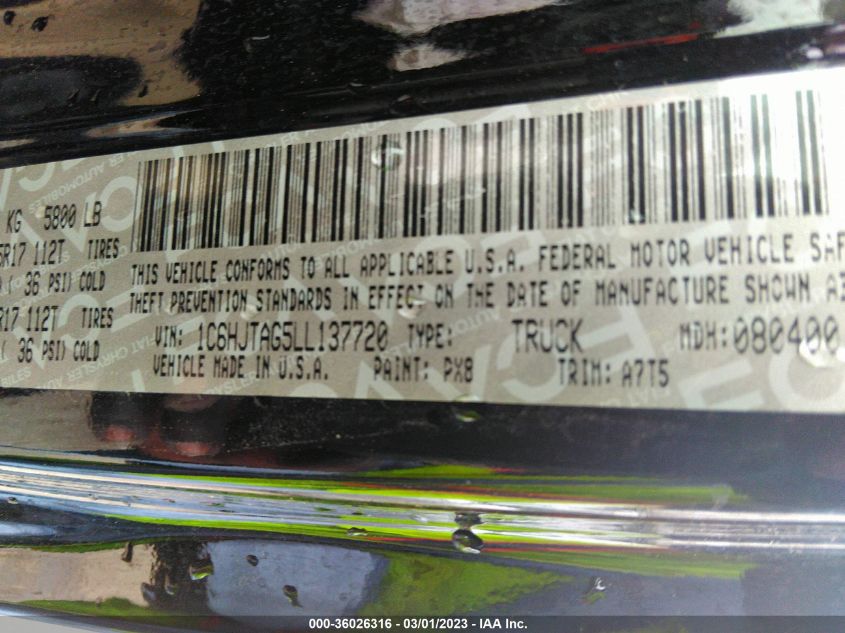 KG 5800 LB
5R17 112T TIRES
( 36 PSI) COLD
R17 112T TIRES
( 36 PSI) COLD
THIS VEHICLE CONFORMS TO ALL APPLICABLE U.S.A. FEDERAL MOTOR VEHICLE SAF
THEFT PREVENTION STANDARDS IN EFFECT ON THE DATE OF MANUFACTURE SHOWN A
VIN: 1C6HJTAG5LL137720 TYPE: TRUCK MDH: 080400
VEHICLE MADE IN U.S.A. PAINT: PX8 TRIM: A7T5
000-36026316 - 03/01/2023 - IAA Inc.